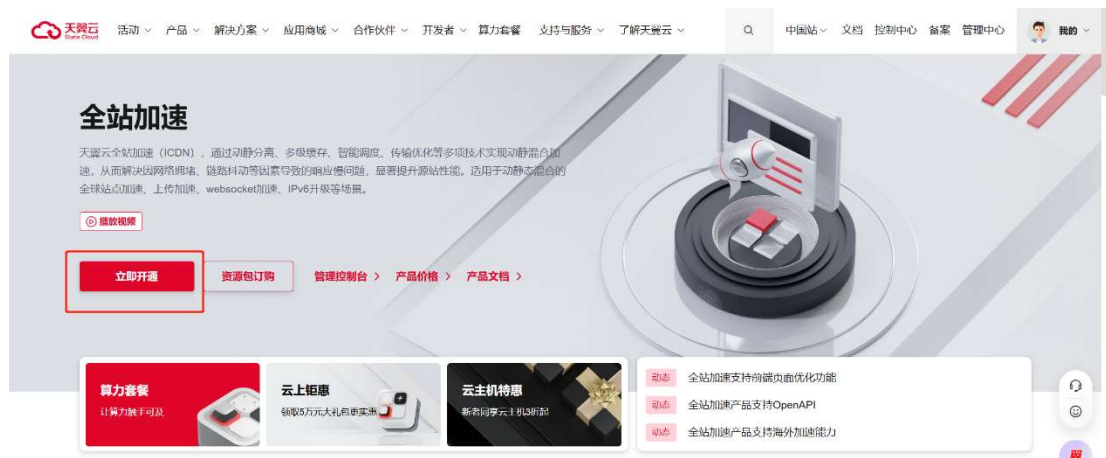 天翼云
State Cloud
活动 产品 解决方案 应用商城 合作伙伴 开发者 算力套餐 支持与服务 了解天翼云 中国站 文档 控制中心 备案 管理中心 我的
全站加速
天翼云全站加速（ICDN），通过动静分离、多级缓存、智能调度、传输优化等多项技术实现动静混合加
速，从而解决因网络拥堵、链路抖动等因素导致的响应慢问题，显著提升源站性能。适用于动静态混合的
全球站点加速、上传加速、websocket加速、IPv6升级等场景。
播放视频
立即开通 资源包订购 管理控制台 > 产品价格 > 产品文档 >
算力套餐
让算力触手可及
云上钜惠
领取5万元大礼包更实惠
云主机特惠
新老同享云主机3折起
动态 全站加速支持前端页面优化功能
动态 全站加速产品支持OpenAPI
动态 全站加速产品支持海外加速能力
翼